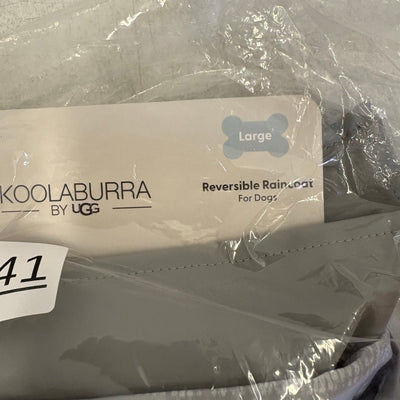 Large
KOOLABURRA
BY UGG
Reversible Raincoat
For Dogs
41